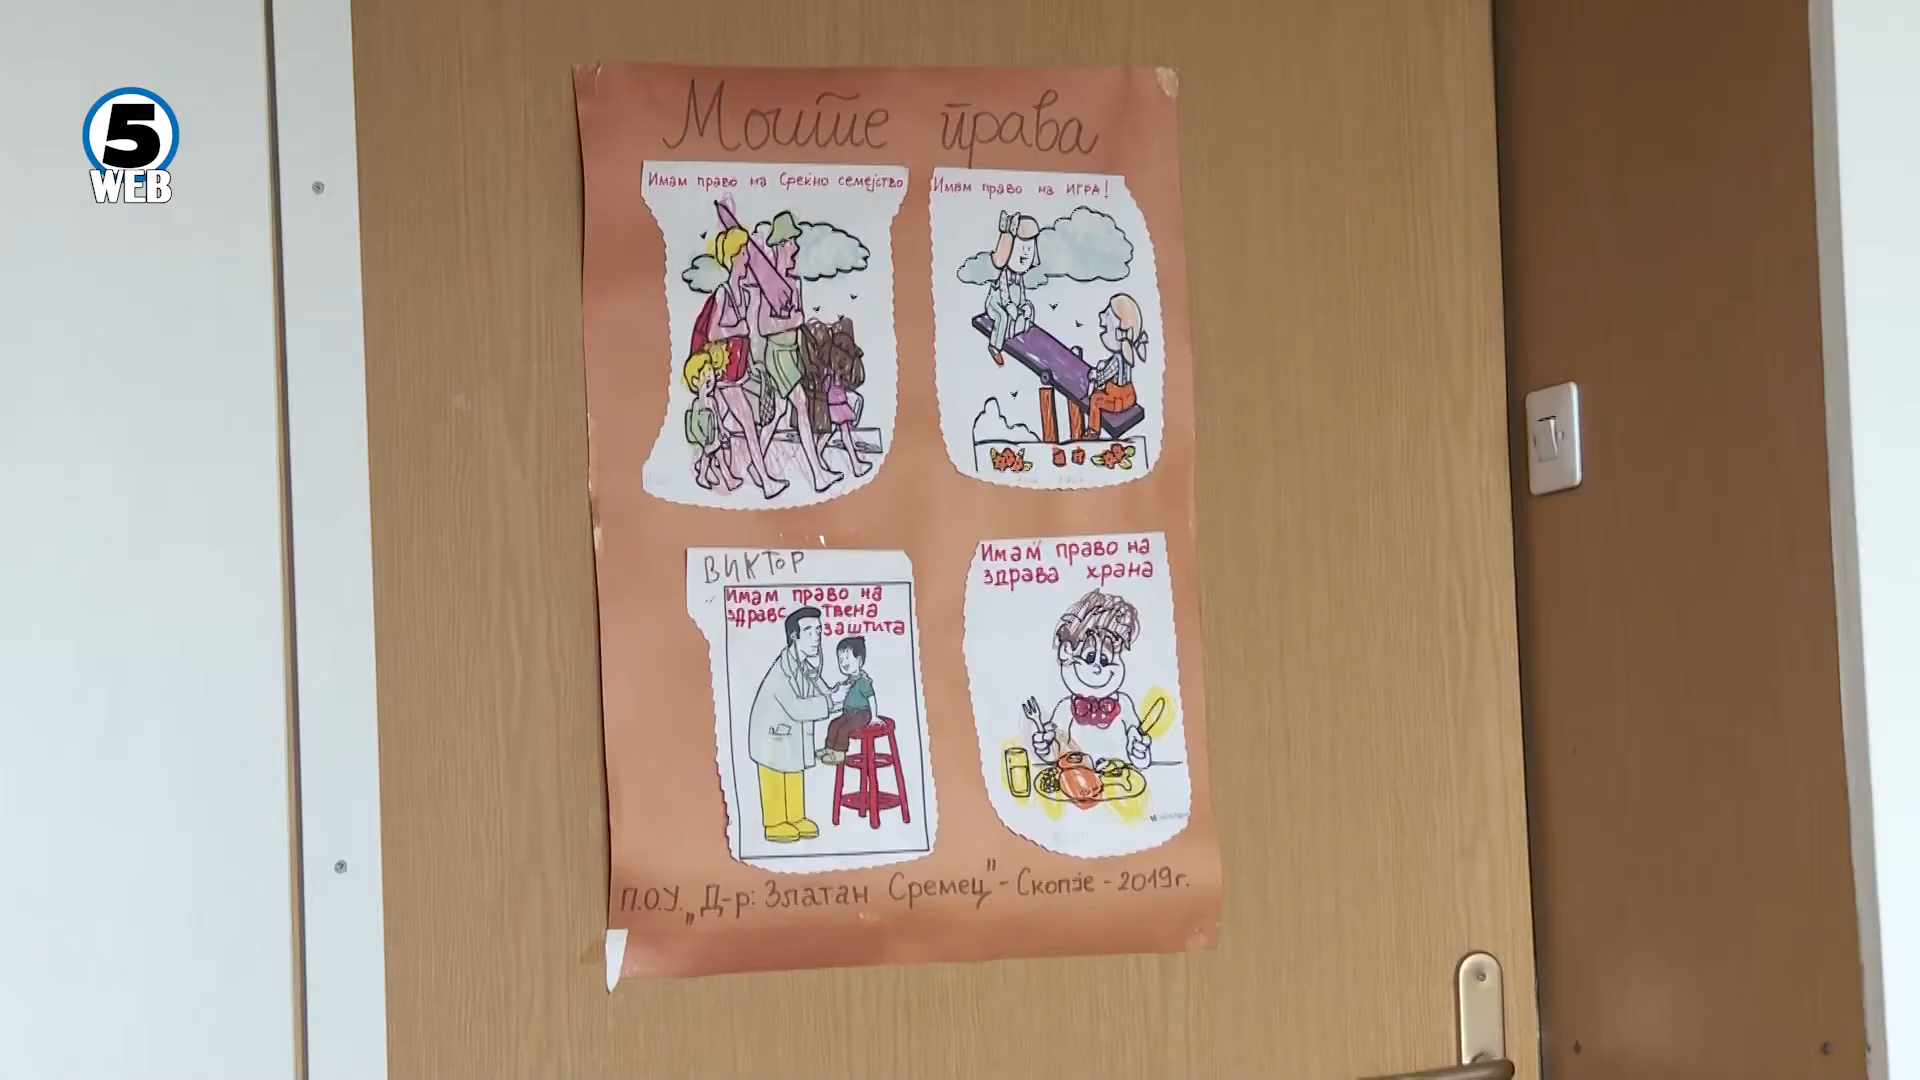 5
WEB
Моите права
Имам право на Среќно семејство
Имам право на ИГРА!
ВИКТОР
Имам право на
здравс твена
заштита
Имам право на
здрава храна
П.О.У. „Д-р: Златан Сремец" - Скопје - 2019г.